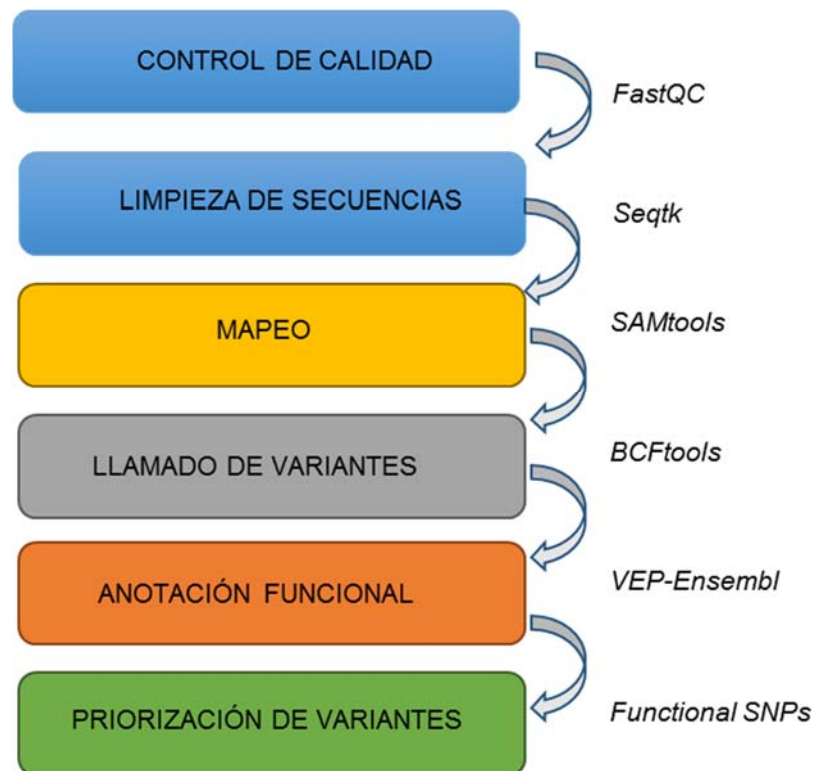 CONTROL DE CALIDAD
FastQC
LIMPIEZA DE SECUENCIAS
Seqtk
MAPEO
SAMtools
LLAMADO DE VARIANTES
BCFtools
ANOTACIÓN FUNCIONAL
VEP-Ensembl
PRIORIZACIÓN DE VARIANTES
Functional SNPs